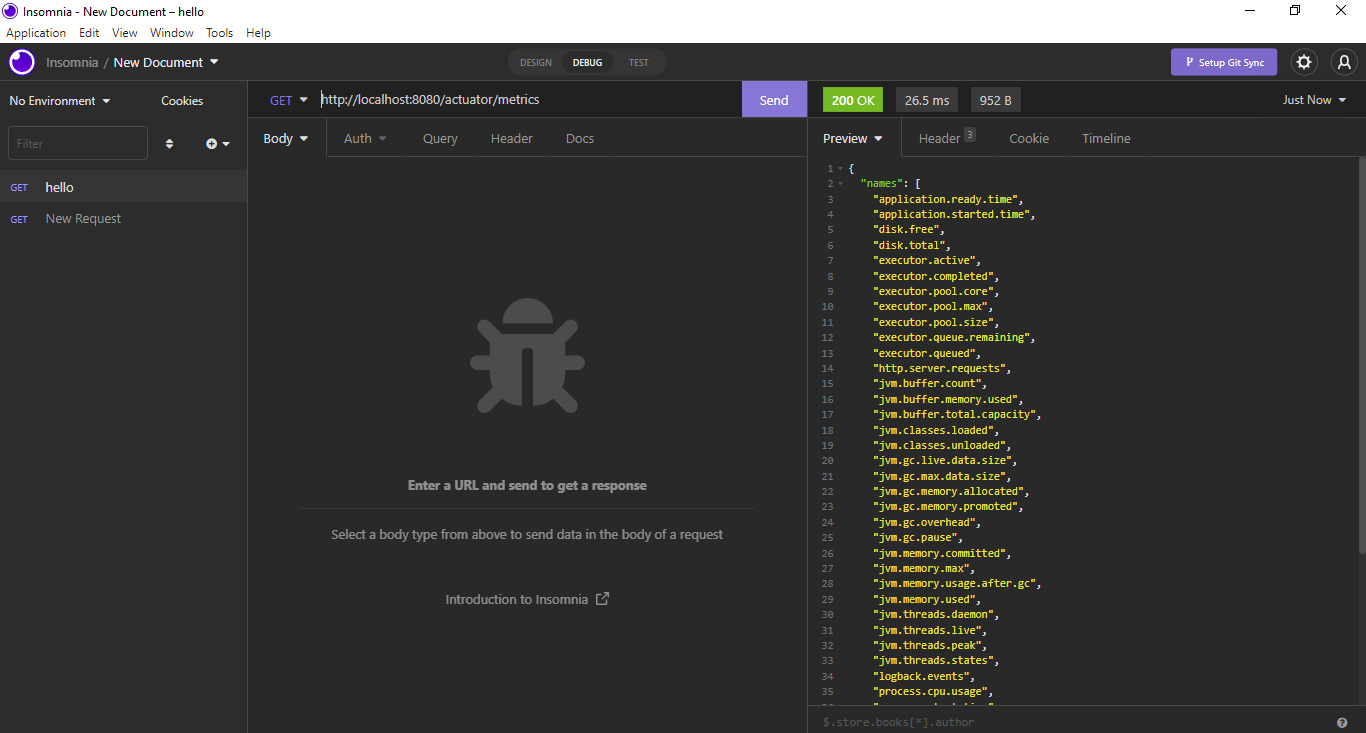 Insomnia - New Document – hello
Application Edit View Window Tools Help
Insomnia / New Document
DESIGN DEBUG TEST
Setup Git Sync
No Environment Cookies
GET http://localhost:8080/actuator/metrics Send
200 OK 26.5 ms 952 B Just Now
Filter
Body Auth Query Header Docs
Preview Header 3 Cookie Timeline
GET hello
GET New Request
Enter a URL and send to get a response
Select a body type from above to send data in the body of a request
Introduction to Insomnia
1 {
2 "names": [
3 "application.ready.time",
4 "application.started.time",
5 "disk.free",
6 "disk.total",
7 "executor.active",
8 "executor.completed",
9 "executor.pool.core",
10 "executor.pool.max",
11 "executor.pool.size",
12 "executor.queue.remaining",
13 "executor.queued",
14 "http.server.requests",
15 "jvm.buffer.count",
16 "jvm.buffer.memory.used",
17 "jvm.buffer.total.capacity",
18 "jvm.classes.loaded",
19 "jvm.classes.unloaded",
20 "jvm.gc.live.data.size",
21 "jvm.gc.max.data.size",
22 "jvm.gc.memory.allocated",
23 "jvm.gc.memory.promoted",
24 "jvm.gc.overhead",
25 "jvm.gc.pause",
26 "jvm.memory.committed",
27 "jvm.memory.max",
28 "jvm.memory.usage.after.gc",
29 "jvm.memory.used",
30 "jvm.threads.daemon",
31 "jvm.threads.live",
32 "jvm.threads.peak",
33 "jvm.threads.states",
34 "logback.events",
35 "process.cpu.usage",
$.store.books[*].author